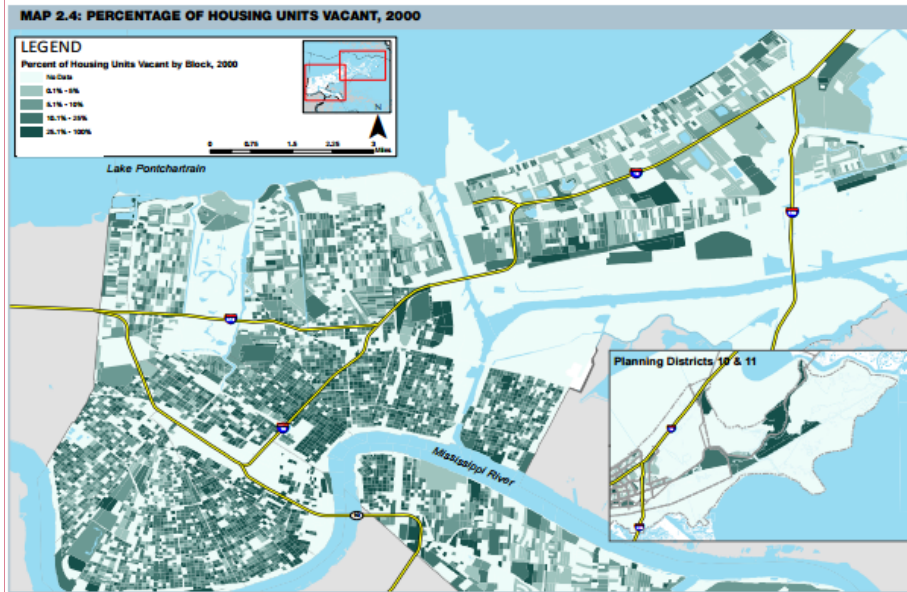 MAP 2.4: PERCENTAGE OF HOUSING UNITS VACANT, 2000
LEGEND
Percent of Housing Units Vacant by Block, 2000
No Data
0.1% - 5%
5.1% - 10%
10.1% - 25%
25.1% - 100%
N
0 0.75 1.5 2.25 3
Miles
Lake Pontchartrain
Planning Districts 10 & 11
Mississippi River